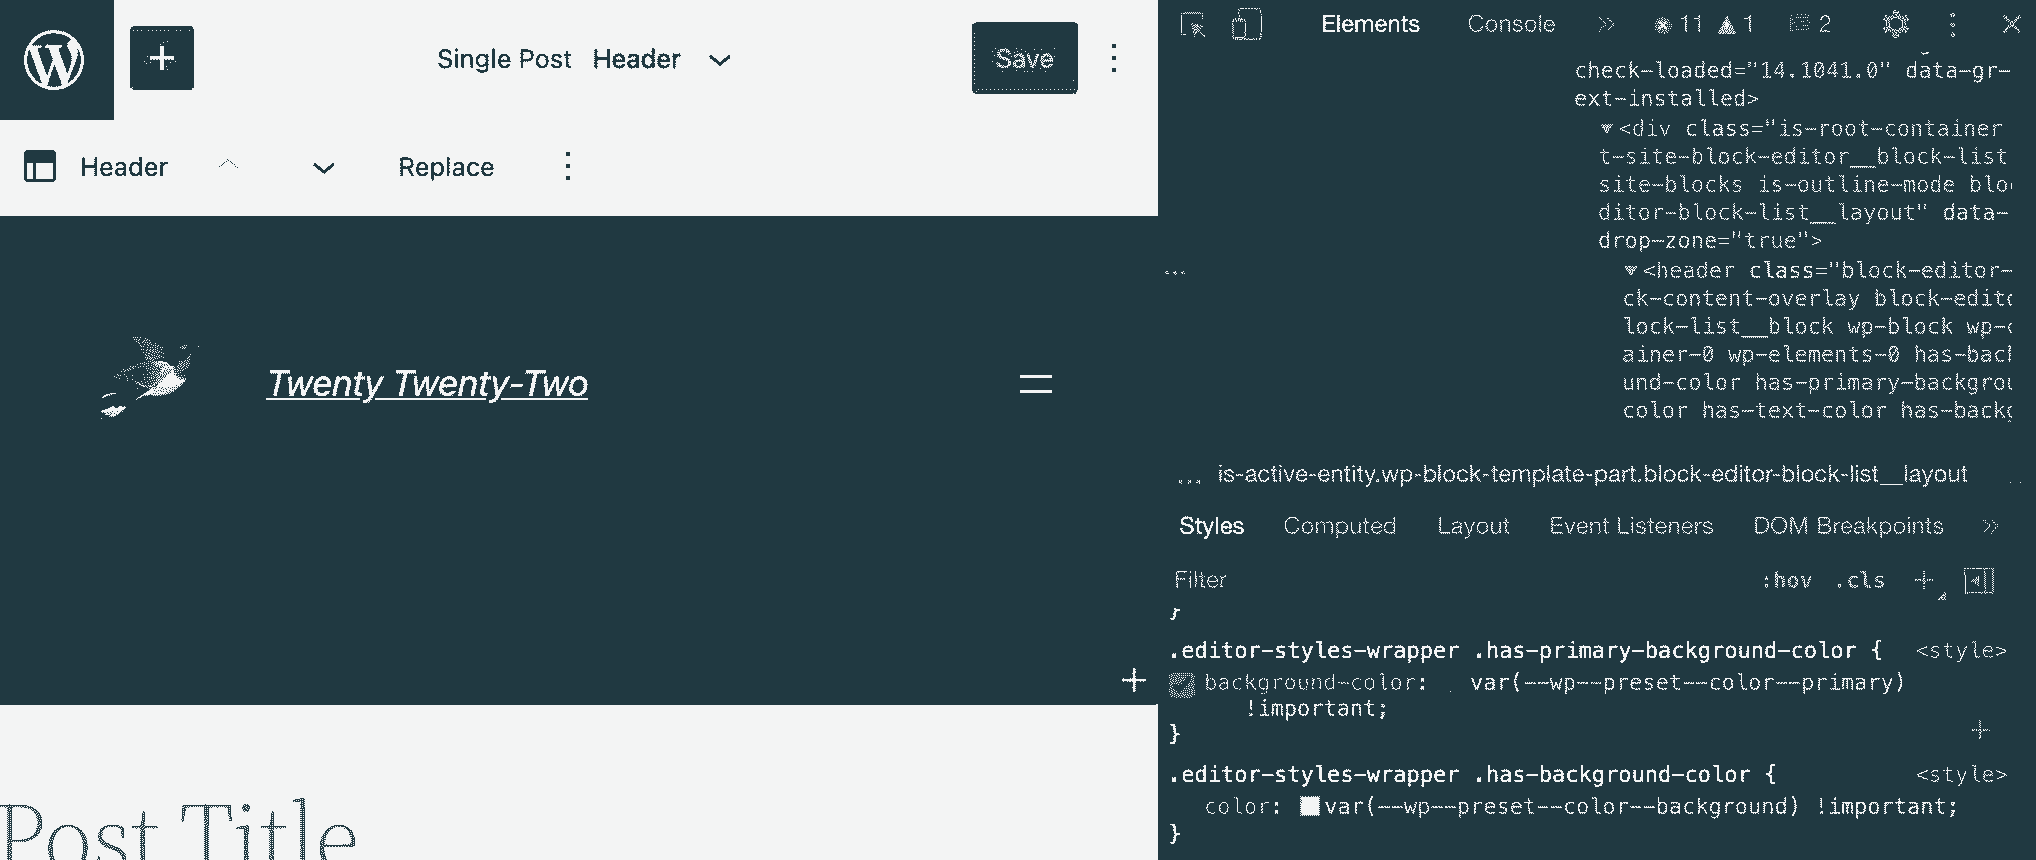 Single Post Header
Save
Header
Replace
Twenty Twenty-Two
Post Title
Elements
Console
11
1
2
check-loaded="14.1041.0" data-gr-
ext-installed>
<div class="is-root-container
t-site-block-editor__block-list
site-blocks is-outline-mode blo
ditor-block-list__layout" data-
drop-zone="true">
<header class="block-editor-
ck-content-overlay block-edito
lock-list__block wp-block wp-c
ainer-0 wp-elements-0 has-back
und-color has-primary-backgrou
color has-text-color has-backg
... is-active-entity.wp-block-template-part.block-editor-block-list__layout
Styles Computed Layout Event Listeners DOM Breakpoints
Filter
:hov .cls
}
.editor-styles-wrapper .has-primary-background-color { <style>
background-color: var(--wp--preset--color--primary)
!important;
}
.editor-styles-wrapper .has-background-color { <style>
color: var(--wp--preset--color--background) !important;
}